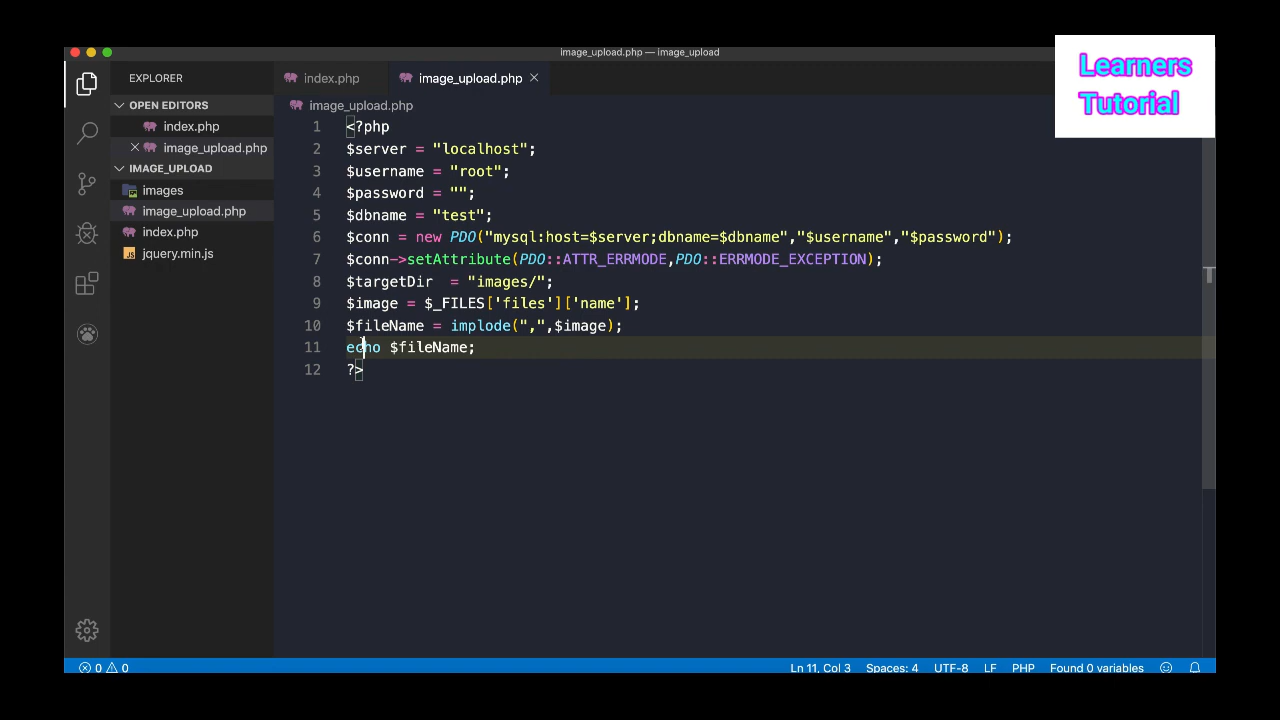 image_upload.php — image_upload
Learners
Tutorial
EXPLORER
index.php
image_upload.php
OPEN EDITORS
index.php
image_upload.php
IMAGE_UPLOAD
images
image_upload.php
index.php
jquery.min.js
image_upload.php
1 <?php
2 $server = "localhost";
3 $username = "root";
4 $password = "";
5 $dbname = "test";
6 $conn = new PDO("mysql:host=$server;dbname=$dbname","$username","$password");
7 $conn->setAttribute(PDO::ATTR_ERRMODE,PDO::ERRMODE_EXCEPTION);
8 $targetDir  = "images/";
9 $image = $_FILES['files']['name'];
10 $fileName = implode(",",$image);
11 echo $fileName;
12 ?>
0 0 Ln 11, Col 3 Spaces: 4 UTF-8 LF PHP Found 0 variables